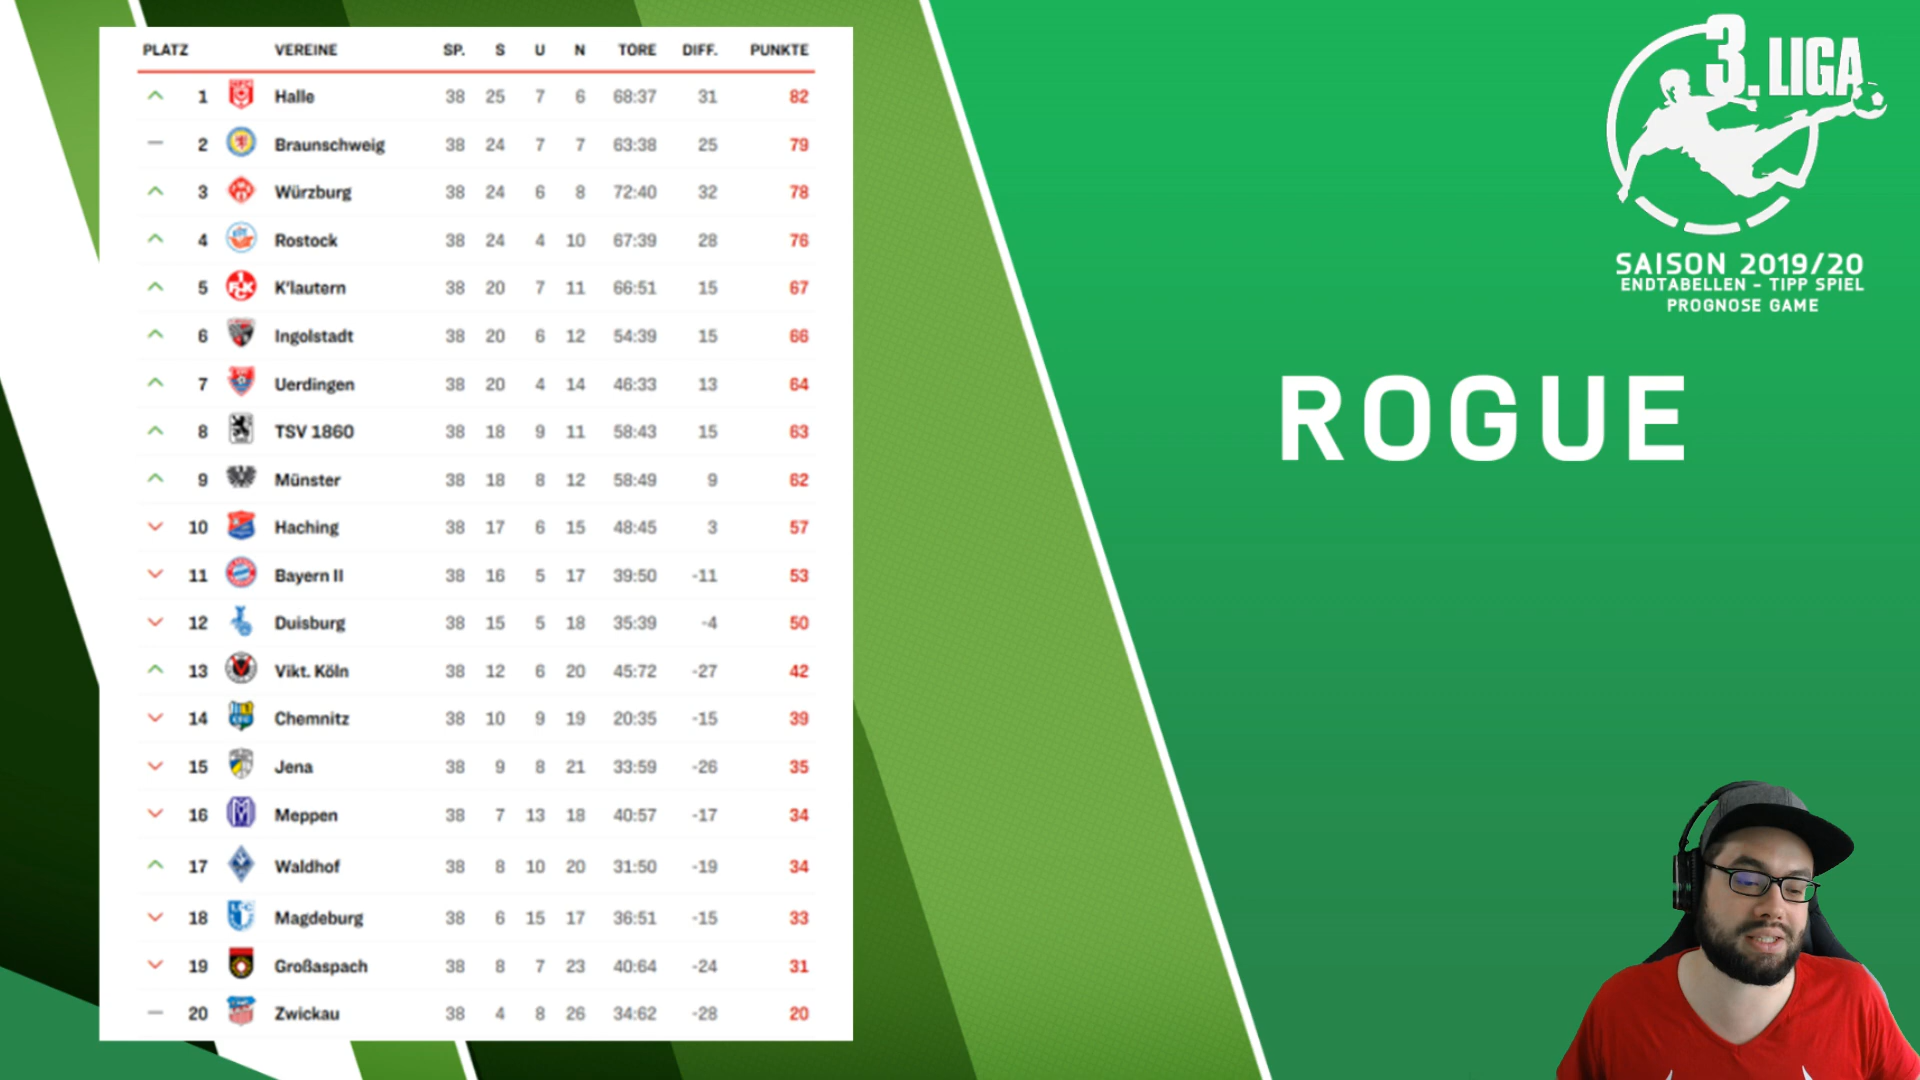 PLATZ VEREINE SP. S U N TORE DIFF. PUNKTE
1 Halle 38 25 7 6 68:37 31 82
2 Braunschweig 38 24 7 7 63:38 25 79
3 Würzburg 38 24 6 8 72:40 32 78
4 Rostock 38 24 4 10 67:39 28 76
5 K'lautern 38 20 7 11 66:51 15 67
6 Ingolstadt 38 20 6 12 54:39 15 66
7 Uerdingen 38 20 4 14 46:33 13 64
8 TSV 1860 38 18 9 11 58:43 15 63
9 Münster 38 18 8 12 58:49 9 62
10 Haching 38 17 6 15 48:45 3 57
11 Bayern II 38 16 5 17 39:50 -11 53
12 Duisburg 38 15 5 18 35:39 -4 50
13 Vikt. Köln 38 12 6 20 45:72 -27 42
14 Chemnitz 38 10 9 19 20:35 -15 39
15 Jena 38 9 8 21 33:59 -26 35
16 Meppen 38 7 13 18 40:57 -17 34
17 Waldhof 38 8 10 20 31:50 -19 34
18 Magdeburg 38 6 15 17 36:51 -15 33
19 Großaspach 38 8 7 23 40:64 -24 31
20 Zwickau 38 4 8 26 34:62 -28 20
3. LIGA
SAISON 2019/20
ENDTABELLEN - TIPP SPIEL
PROGNOSE GAME
ROGUE